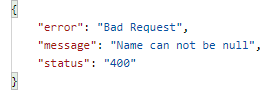 {
"error": "Bad Request",
"message": "Name can not be null",
"status": "400"
}